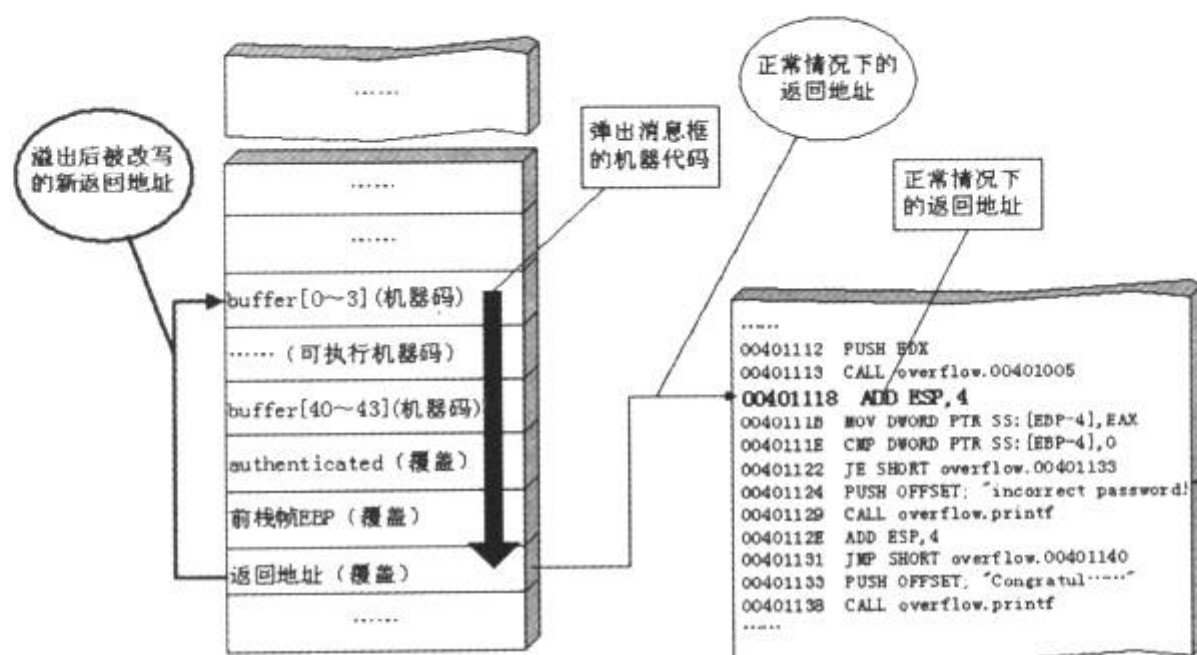 ……
溢出后被改写
的新返回地址
……
……
buffer[0~3](机器码)
……(可执行机器码)
buffer[40~43](机器码)
authenticated(覆盖)
前栈帧EBP(覆盖)
返回地址(覆盖)
……
弹出消息框
的机器代码
正常情况下的
返回地址
正常情况下
的返回地址
……
00401112 PUSH EDX
00401113 CALL overflow.00401005
00401118 ADD ESP,4
0040111B MOV DWORD PTR SS:[EBP-4],EAX
0040111E CMP DWORD PTR SS:[EBP-4],0
00401122 JE SHORT overflow.00401133
00401124 PUSH OFFSET; "incorrect password!
00401129 CALL overflow.printf
0040112E ADD ESP,4
00401131 JMP SHORT overflow.00401140
00401133 PUSH OFFSET; "Congratul……"
00401138 CALL overflow.printf
……